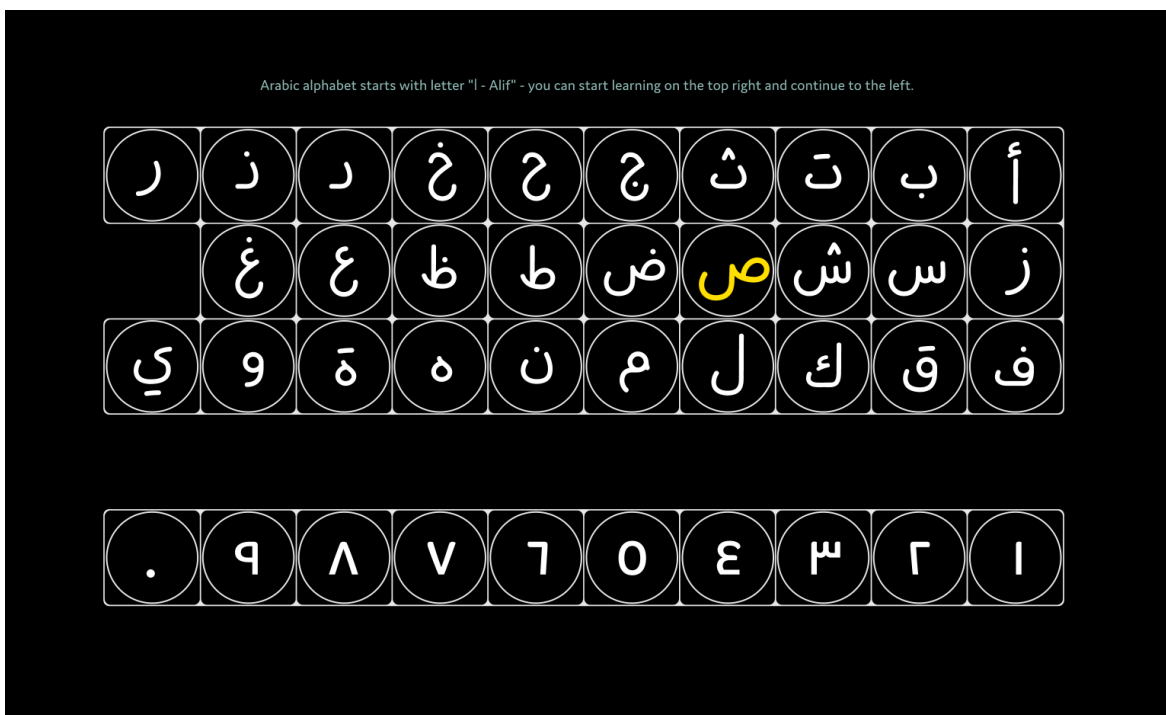 Arabic alphabet starts with letter "ا - Alif" - you can start learning on the top right and continue to the left.
أ ب ت ث ج ح خ د ذ ر
ز س ش ص ض ط ظ ع غ
ف ق ك ل م ن ه ة و ي
١ ٢ ٣ ٤ ٥ ٦ ٧ ٨ ٩ ٠